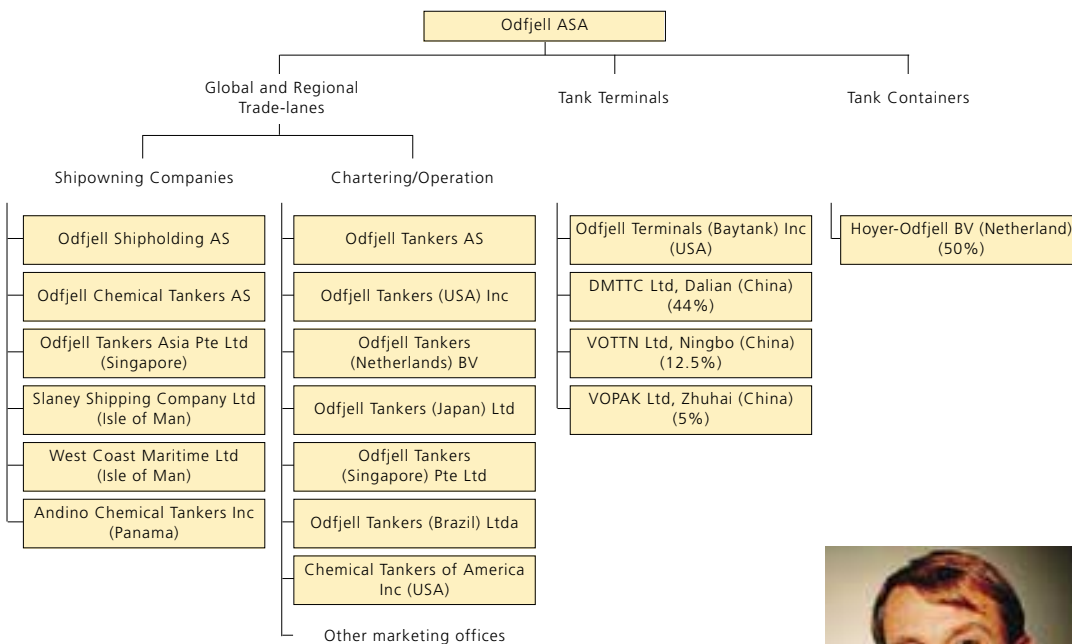 Odfjell ASA
Global and Regional
Trade-lanes
Tank Terminals
Tank Containers
Shipowning Companies
Chartering/Operation
Odfjell Shipholding AS
Odfjell Chemical Tankers AS
Odfjell Tankers Asia Pte Ltd
(Singapore)
Slaney Shipping Company Ltd
(Isle of Man)
West Coast Maritime Ltd
(Isle of Man)
Andino Chemical Tankers Inc
(Panama)
Odfjell Tankers AS
Odfjell Tankers (USA) Inc
Odfjell Tankers
(Netherlands) BV
Odfjell Tankers (Japan) Ltd
Odfjell Tankers
(Singapore) Pte Ltd
Odfjell Tankers (Brazil) Ltda
Chemical Tankers of America
Inc (USA)
Other marketing offices
Odfjell Terminals (Baytank) Inc
(USA)
DMTTC Ltd, Dalian (China)
(44%)
VOTTN Ltd, Ningbo (China)
(12.5%)
VOPAK Ltd, Zhuhai (China)
(5%)
Hoyer-Odfjell BV (Netherland)
(50%)